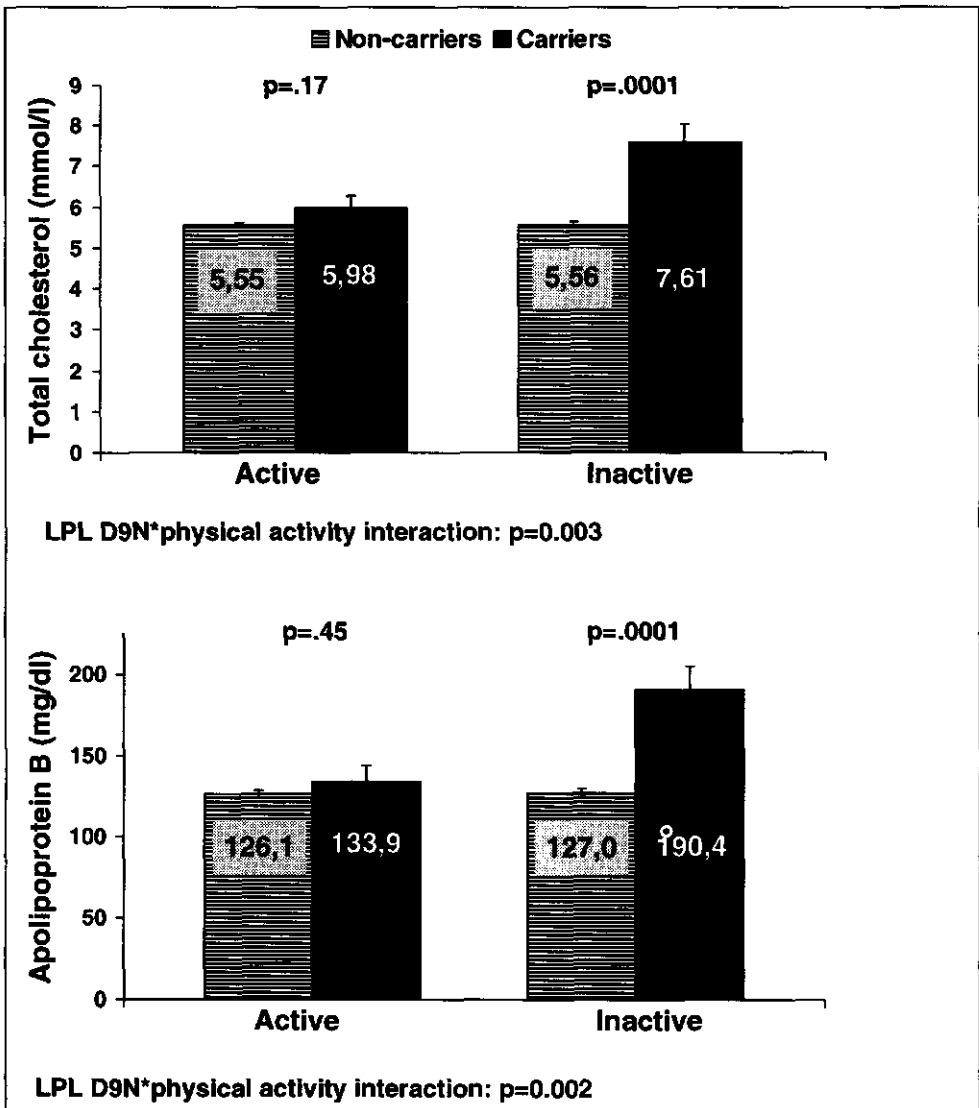 Non-carriers Carriers
p=.17 p=.0001
Total cholesterol (mmol/l)
9
8
7
6
5
4
3
2
1
0
5,55 5,98 5,56 7,61
Active Inactive
LPL D9N*physical activity interaction: p=0.003
p=.45 p=.0001
Apolipoprotein B (mg/dl)
200
150
100
50
0
126,1 133,9 127,0 190,4
Active Inactive
LPL D9N*physical activity interaction: p=0.002